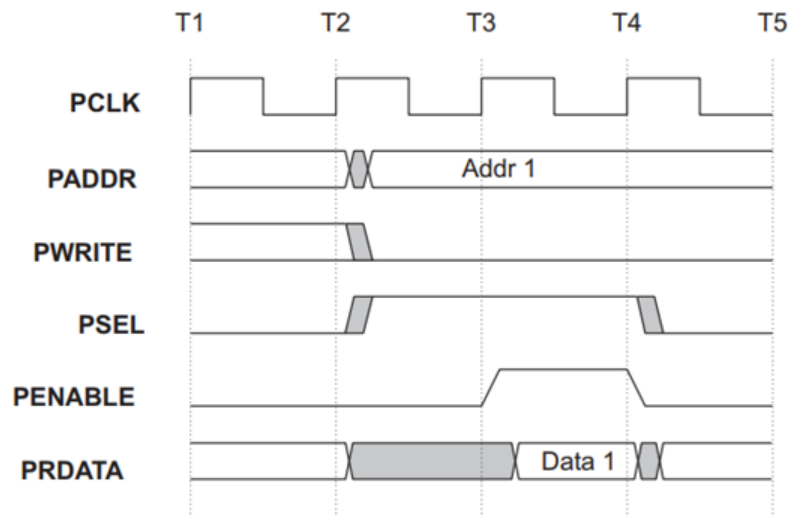 T1 T2 T3 T4 T5
PCLK
PADDR Addr 1
PWRITE
PSEL
PENABLE
PRDATA Data 1